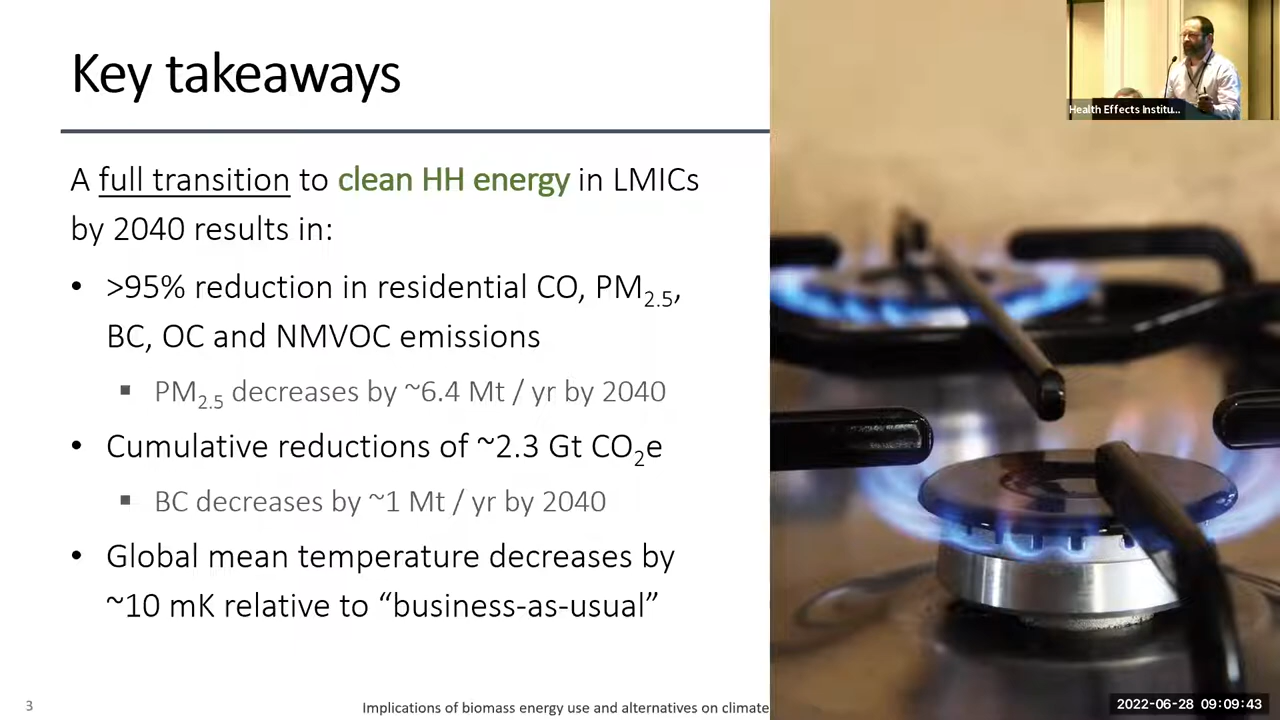 Key takeaways
Health Effects Institu...
A full transition to clean HH energy in LMICs
by 2040 results in:
• >95% reduction in residential CO, PM2.5,
BC, OC and NMVOC emissions
▪ PM2.5 decreases by ~6.4 Mt / yr by 2040
• Cumulative reductions of ~2.3 Gt CO2e
▪ BC decreases by ~1 Mt / yr by 2040
• Global mean temperature decreases by
~10 mK relative to “business-as-usual”
3
Implications of biomass energy use and alternatives on climate
2022-06-28 09:09:43